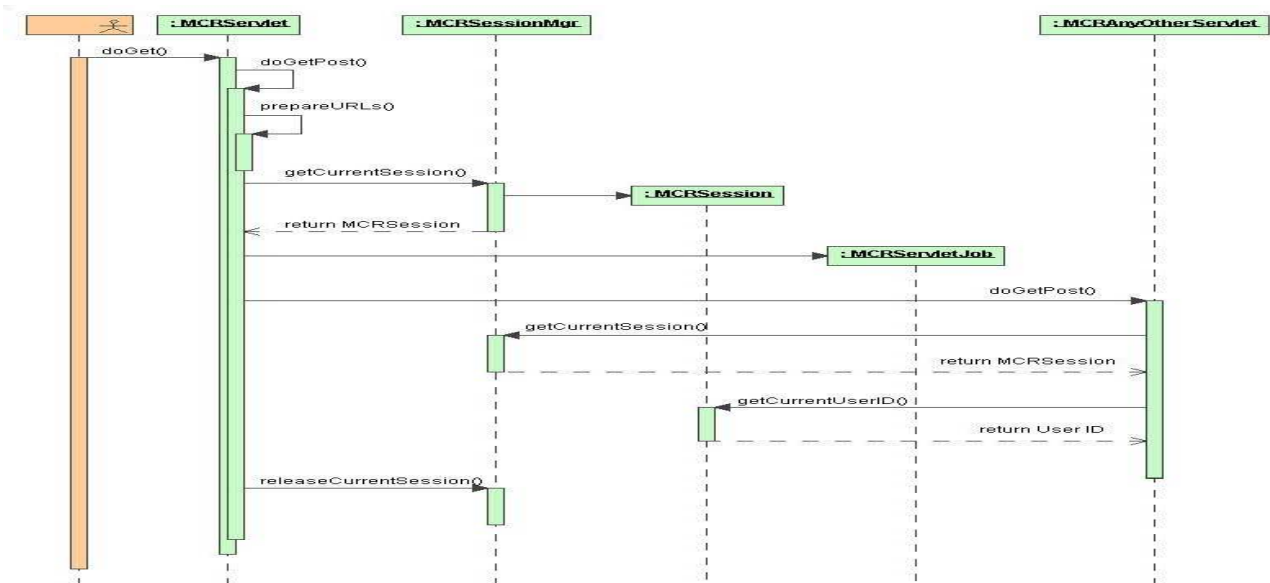 : MCRServlet
: MCRSessionMgr
: MCRAnyOtherServlet
doGet()
doGetPost()
prepareURLs()
getCurrentSession()
: MCRSession
return MCRSession
: MCRServletJob
doGetPost()
getCurrentSession()
return MCRSession
getCurrentUserID()
return User ID
releaseCurrentSession()